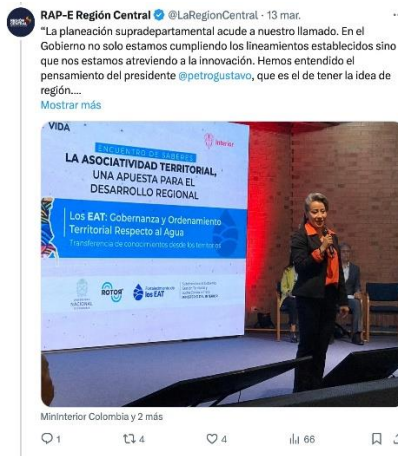 RAP-E Región Central @LaRegionCentral · 13 mar.
"La planeación supradepartamental acude a nuestro llamado. En el
Gobierno no solo estamos cumpliendo los lineamientos establecidos sino
que nos estamos atreviendo a la innovación. Hemos entendido el
pensamiento del presidente @petrogustavo, que es el de tener la idea de
región....
Mostrar más
VIDA
Interior
ENCUENTRO DE SABERES
LA ASOCIATIVIDAD TERRITORIAL,
UNA APUESTA PARA EL
DESARROLLO REGIONAL
Los EAT: Gobernanza y Ordenamiento
Territorial Respecto al Agua
Transferencia de conocimientos desde los territorios
NACIONAL
ROTOR
los EAT
MinInterior Colombia y 2 más
1 4 4 66